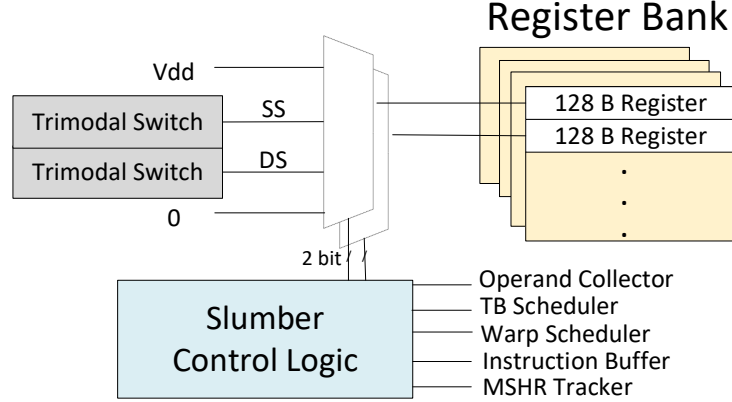 Register Bank
Vdd
Trimodal Switch
SS
Trimodal Switch
DS
0
128 B Register
128 B Register
.
.
.
2 bit
Slumber
Control Logic
Operand Collector
TB Scheduler
Warp Scheduler
Instruction Buffer
MSHR Tracker